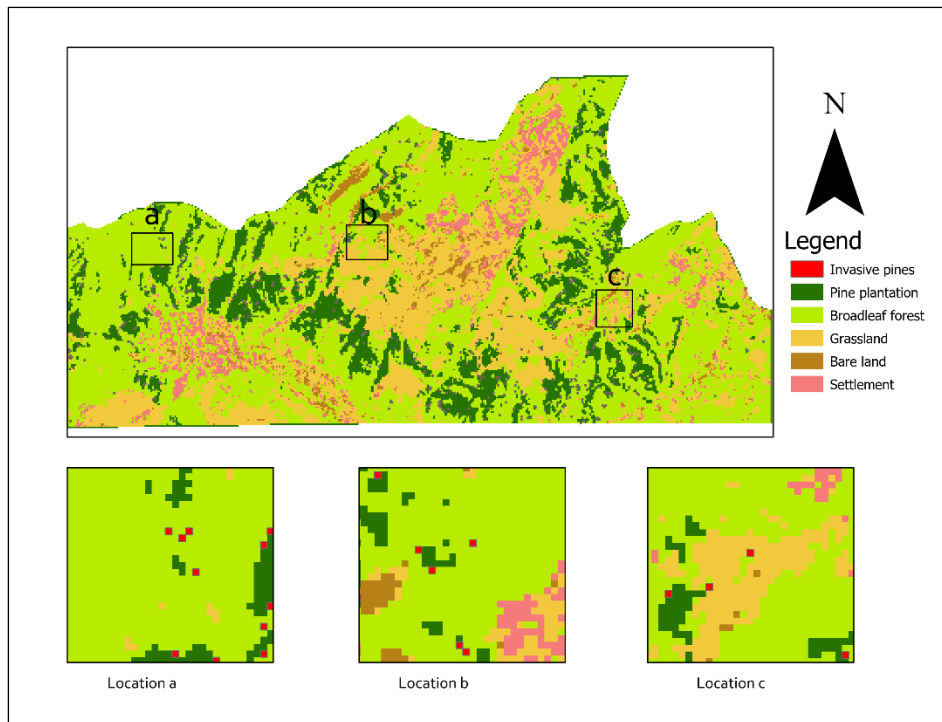 N
a
b
c
Legend
Invasive pines
Pine plantation
Broadleaf forest
Grassland
Bare land
Settlement
Location a
Location b
Location c